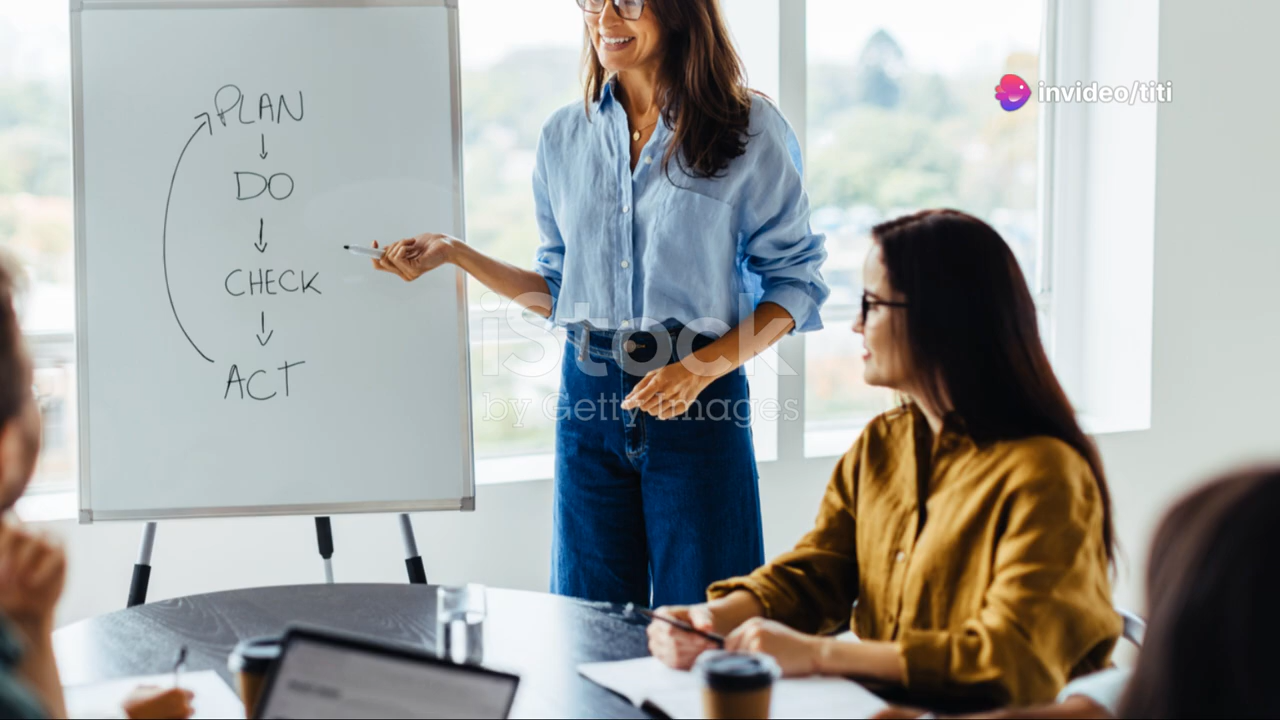 PLAN
DO
CHECK
ACT
invideo/titi
iStock
by Getty Images